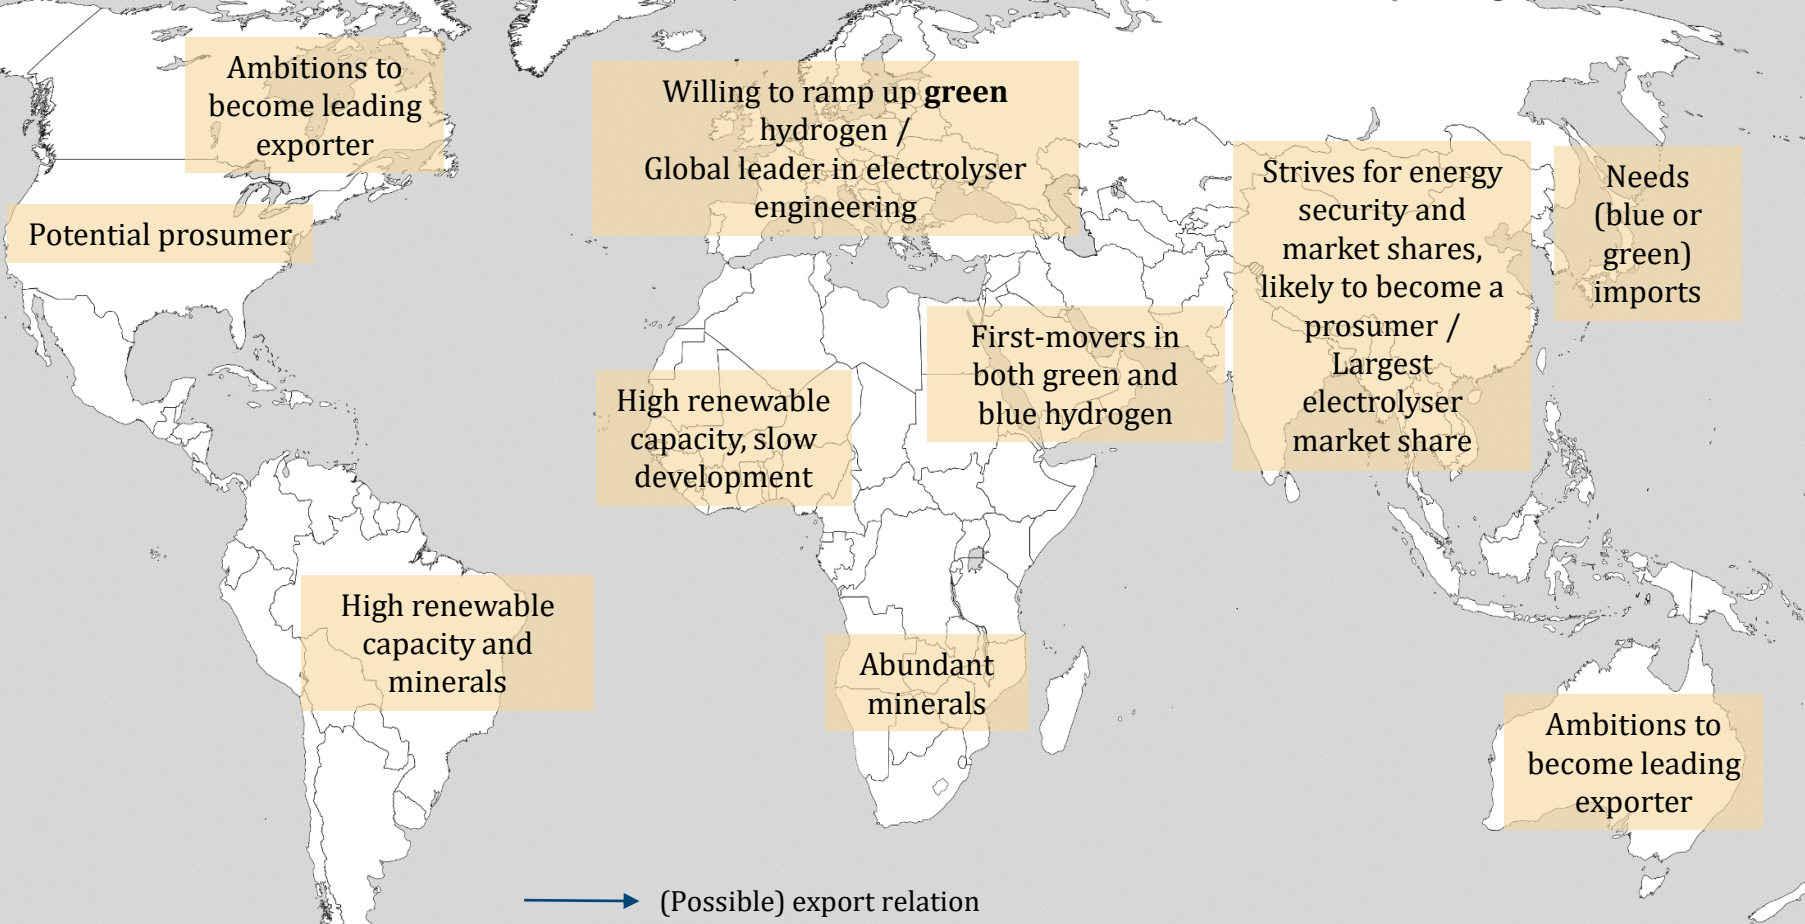 Ambitions to
become leading
exporter
Potential prosumer
Willing to ramp up green
hydrogen /
Global leader in electrolyser
engineering
Strives for energy
security and
market shares,
likely to become a
prosumer /
Largest
electrolyser
market share
Needs
(blue or
green)
imports
First-movers in
both green and
blue hydrogen
High renewable
capacity, slow
development
High renewable
capacity and
minerals
Abundant
minerals
Ambitions to
become leading
exporter
(Possible) export relation